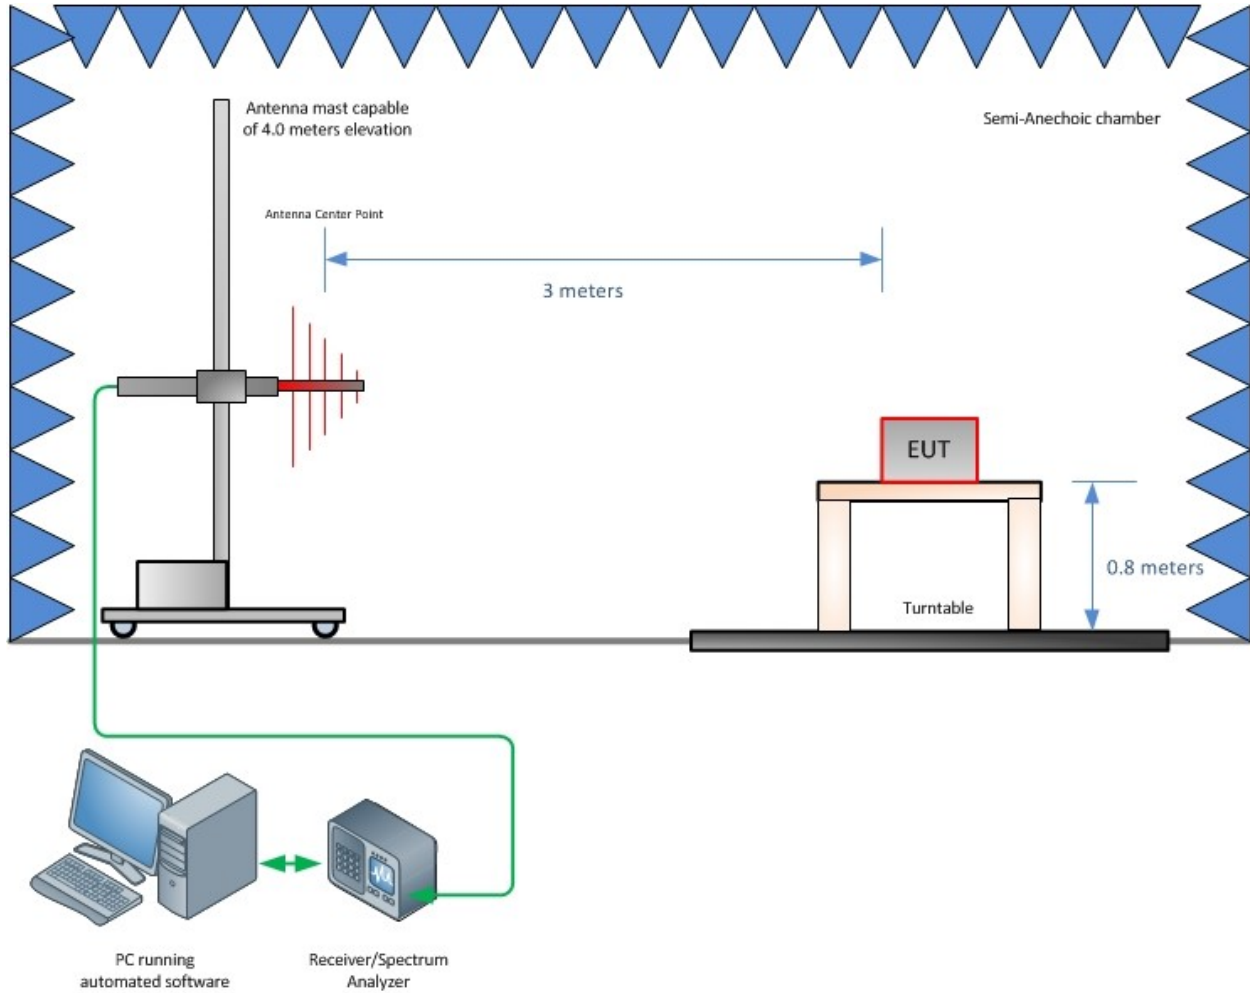 Antenna mast capable
of 4.0 meters elevation
Semi-Anechoic chamber
Antenna Center Point
3 meters
EUT
0.8 meters
Turntable
PC running
automated software
Receiver/Spectrum
Analyzer